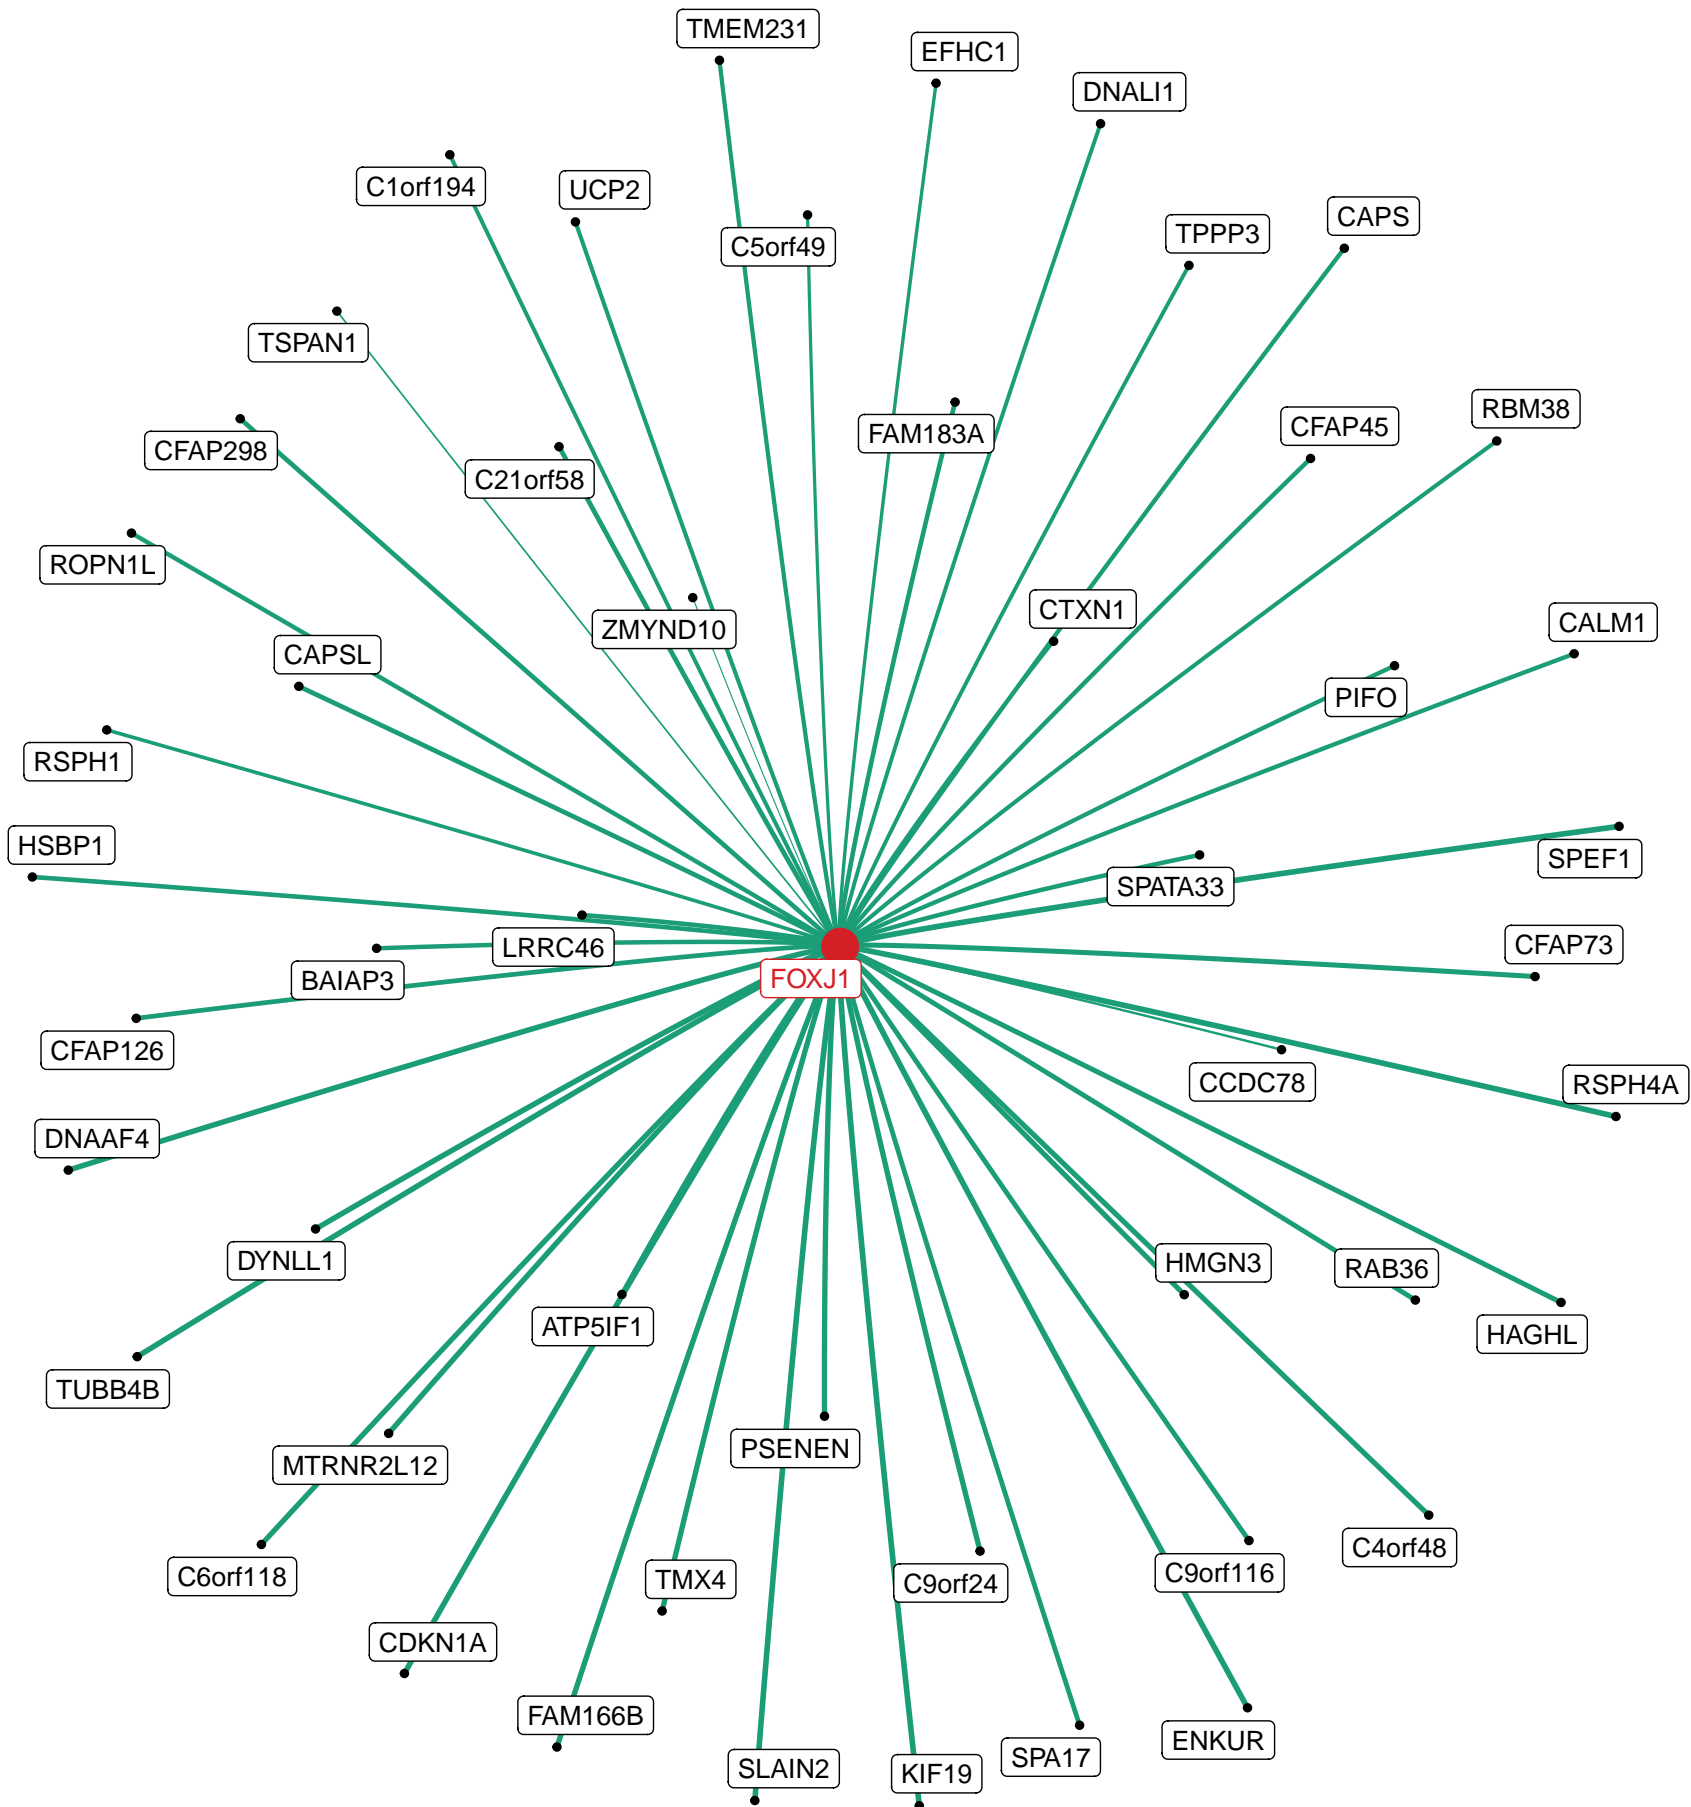 TMEM231
EFHC1
DNALI1
C1orf194
UCP2
CAPS
TPPP3
C5orf49
TSPAN1
RBM38
CFAP45
FAM183A
CFAP298
C21orf58
ROPN1L
CTXN1
CALM1
ZMYND10
CAPSL
PIFO
RSPH1
HSBP1
SPEF1
SPATA33
CFAP73
LRRC46
BAIAP3
FOXJ1
CFAP126
CCDC78
RSPH4A
DNAAF4
DYNLL1
HMGN3
RAB36
ATP5IF1
HAGHL
TUBB4B
PSENEN
MTRNR2L12
C4orf48
C9orf116
C6orf118
TMX4
C9orf24
CDKN1A
FAM166B
ENKUR
SPA17
SLAIN2
KIF19